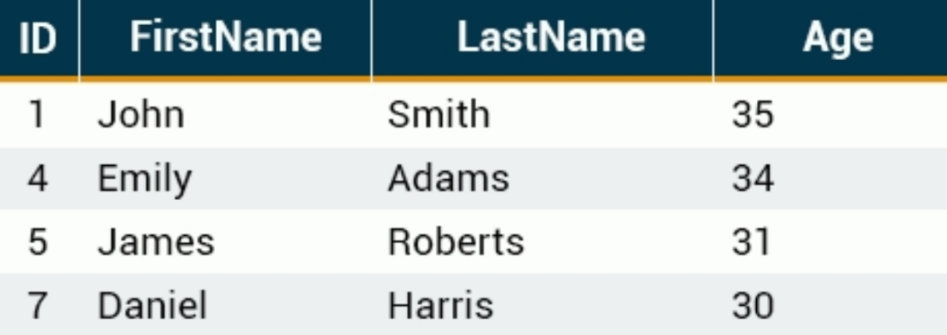 ID FirstName LastName Age
1 John Smith 35
4 Emily Adams 34
5 James Roberts 31
7 Daniel Harris 30